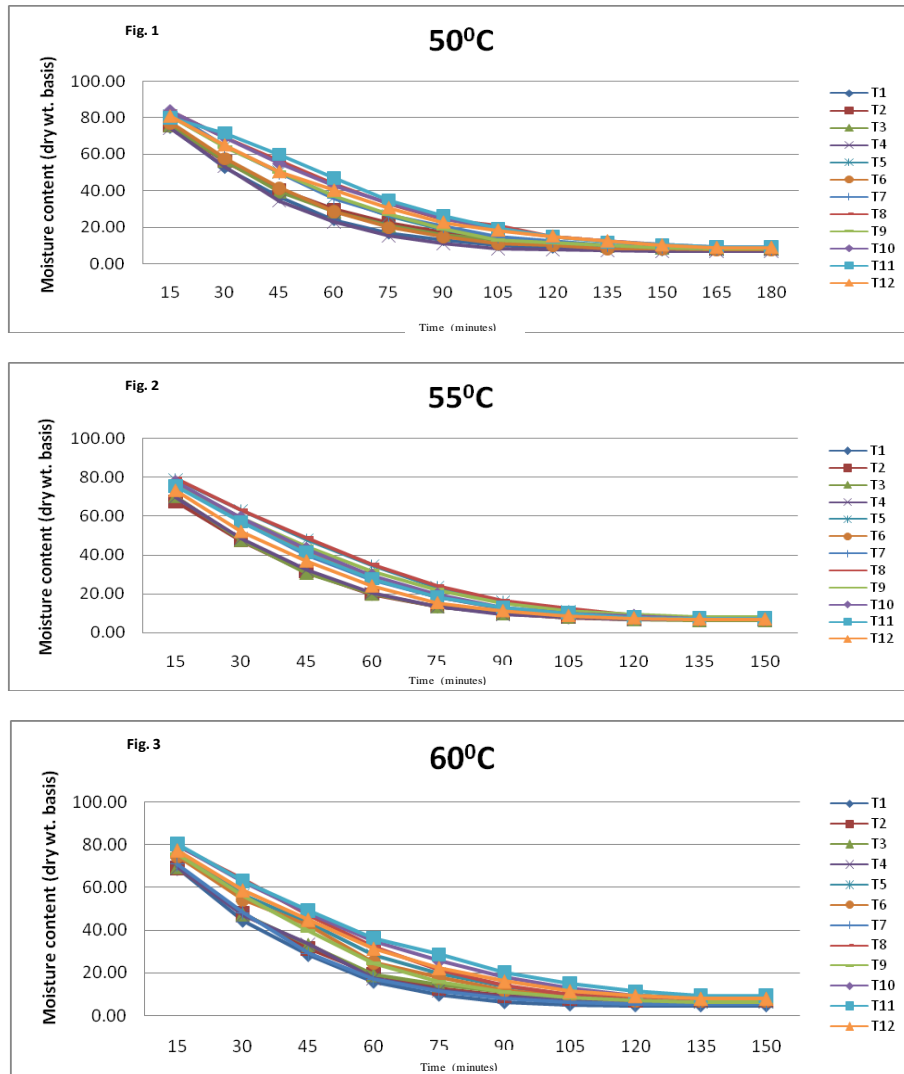 Fig. 1
50⁰C
Moisture content (dry wt. basis)
100.00
80.00
60.00
40.00
20.00
0.00
15 30 45 60 75 90 105 120 135 150 165 180
Time (minutes)
T1
T2
T3
T4
T5
T6
T7
T8
T9
T10
T11
T12
Fig. 2
55⁰C
Moisture content (dry wt. basis)
100.00
80.00
60.00
40.00
20.00
0.00
15 30 45 60 75 90 105 120 135 150
Time (minutes)
T1
T2
T3
T4
T5
T6
T7
T8
T9
T10
T11
T12
Fig. 3
60⁰C
Moisture content (dry wt. basis)
100.00
80.00
60.00
40.00
20.00
0.00
15 30 45 60 75 90 105 120 135 150
Time (minutes)
T1
T2
T3
T4
T5
T6
T7
T8
T9
T10
T11
T12